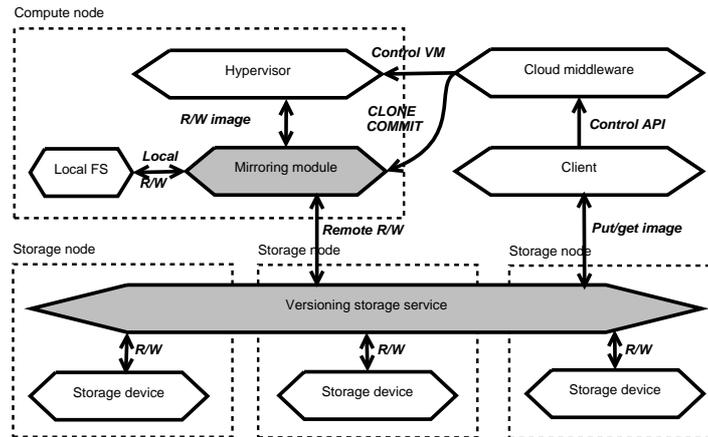 Compute node
Control VM
Hypervisor
Cloud middleware
CLONE
COMMIT
R/W image
Control API
Local
R/W
Local FS
Mirroring module
Client
Remote R/W
Put/get image
Storage node
Storage node
Storage node
Versioning storage service
R/W
R/W
R/W
Storage device
Storage device
Storage device